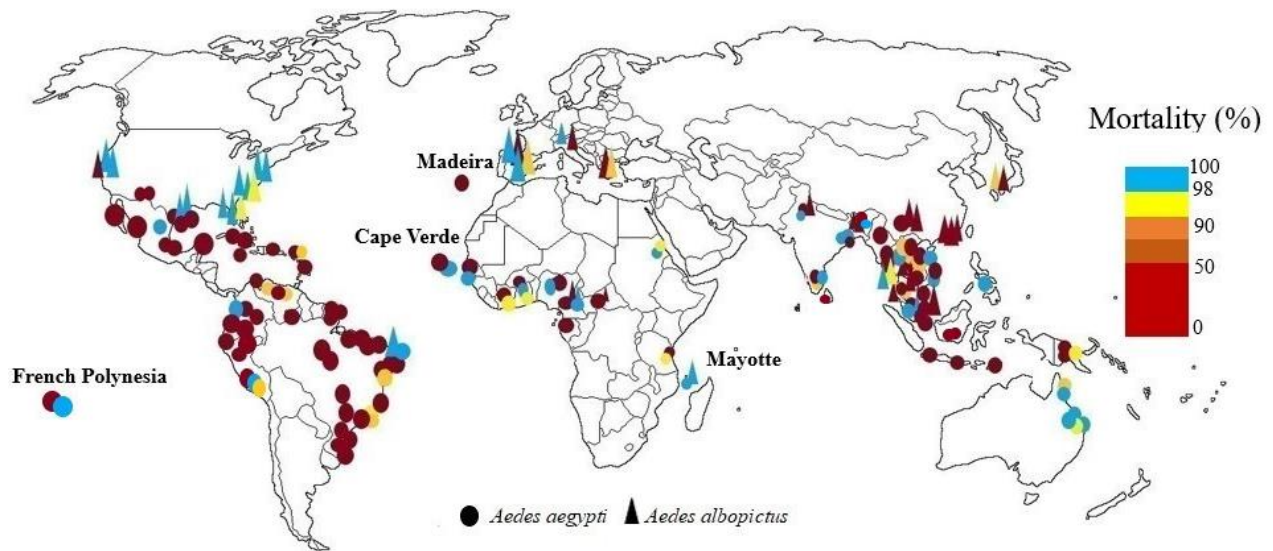 Mortality (%)
100
98
90
50
0
Madeira
Cape Verde
Mayotte
French Polynesia
Aedes aegypti
Aedes albopictus